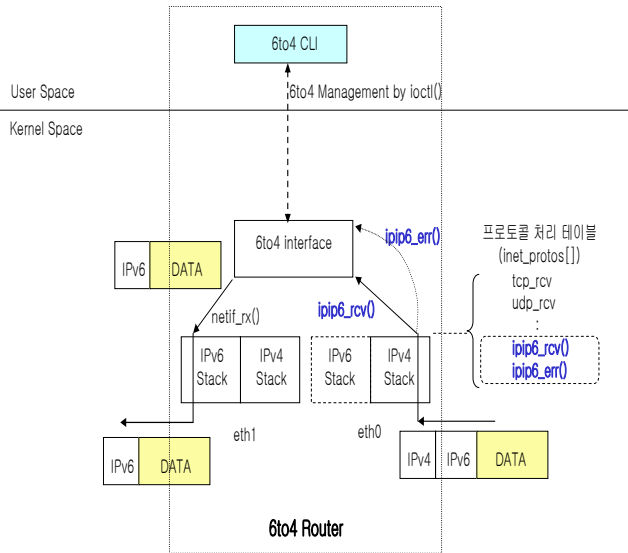 6to4 CLI
User Space
6to4 Management by ioctl()
Kernel Space
6to4 interface
ipip6_err()
프로토콜 처리 테이블
(inet_protos[])
tcp_rcv
udp_rcv
:
ipip6_rcv()
ipip6_err()
IPv6
DATA
netif_rx()
ipip6_rcv()
IPv6
Stack
IPv4
Stack
IPv6
Stack
IPv4
Stack
eth1
eth0
IPv6
DATA
IPv4
IPv6
DATA
6to4 Router